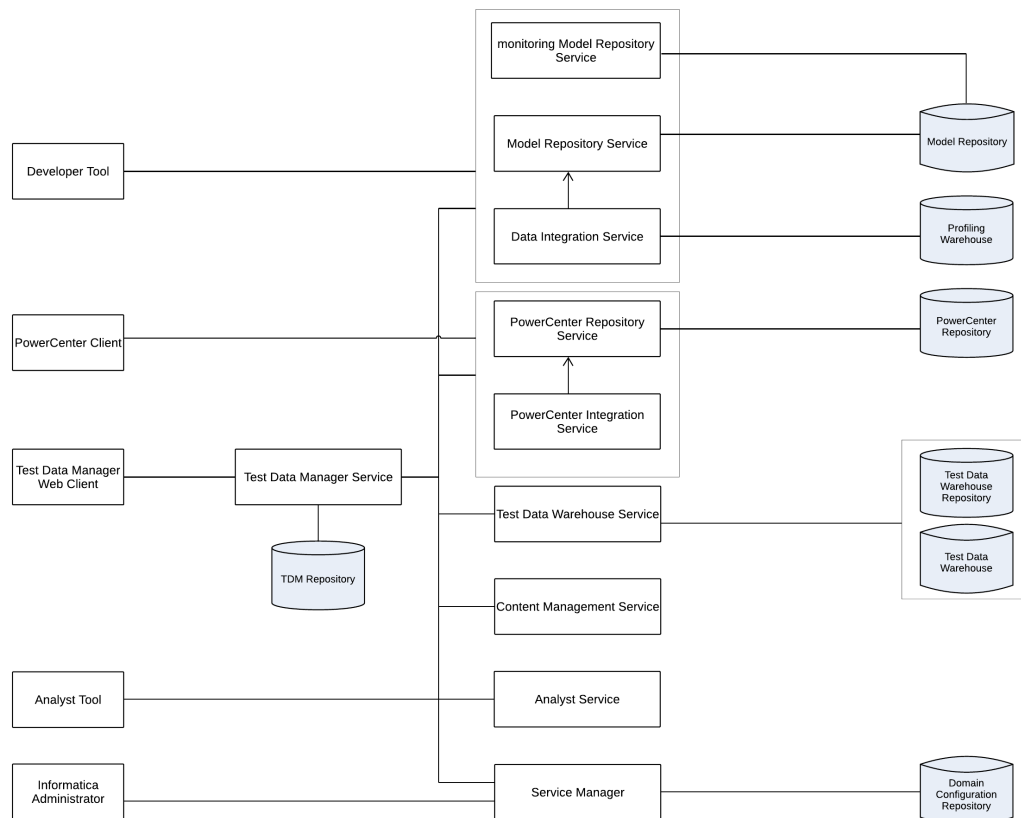 monitoring Model Repository
Service
Model Repository Service
Model Repository
Developer Tool
Data Integration Service
Profiling
Warehouse
PowerCenter Repository
Service
PowerCenter
Repository
PowerCenter Client
PowerCenter Integration
Service
Test Data Manager
Web Client
Test Data Manager Service
Test Data
Warehouse
Repository
Test Data Warehouse Service
Test Data
Warehouse
TDM Repository
Content Management Service
Analyst Tool
Analyst Service
Informatica
Administrator
Service Manager
Domain
Configuration
Repository